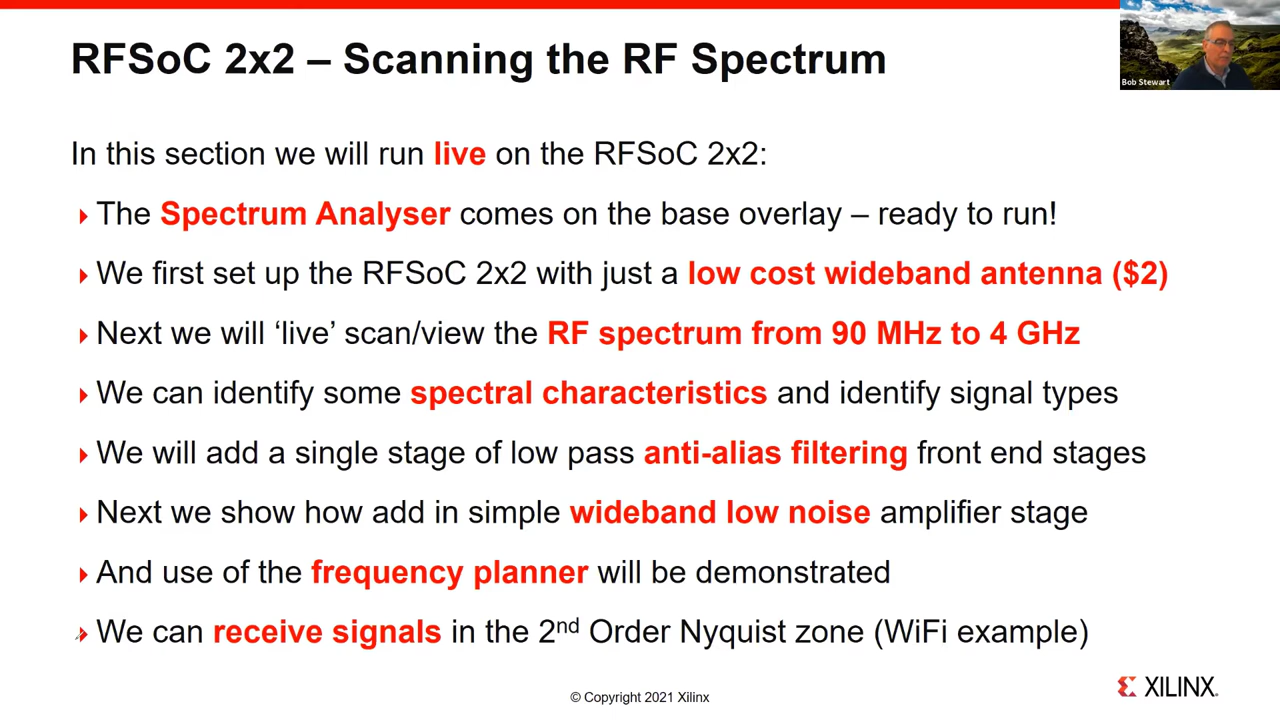 RFSoC 2x2 – Scanning the RF Spectrum
Bob Stewart
In this section we will run live on the RFSoC 2x2:
The Spectrum Analyser comes on the base overlay – ready to run!
We first set up the RFSoC 2x2 with just a low cost wideband antenna ($2)
Next we will ‘live’ scan/view the RF spectrum from 90 MHz to 4 GHz
We can identify some spectral characteristics and identify signal types
We will add a single stage of low pass anti-alias filtering front end stages
Next we show how add in simple wideband low noise amplifier stage
And use of the frequency planner will be demonstrated
We can receive signals in the 2nd Order Nyquist zone (WiFi example)
© Copyright 2021 Xilinx
XILINX.